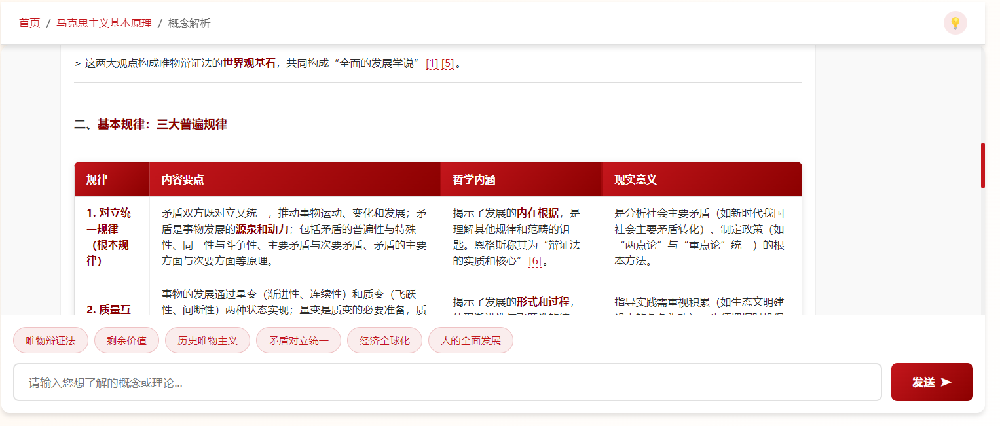 首页 / 马克思主义基本原理 / 概念解析
> 这两大观点构成唯物辩证法的世界观基石，共同构成“全面的发展学说” [1] [5]。
二、基本规律：三大普遍规律
规律
内容要点
哲学内涵
现实意义
1. 对立统
一规律
（根本规
律）
矛盾双方既对立又统一，推动事物运动、变化和发展；矛
盾是事物发展的源泉和动力；包括矛盾的普遍性与特殊
性、同一性与斗争性、主要矛盾与次要矛盾、矛盾的主要
方面与次要方面等原理。
揭示了发展的内在根据，是
理解其他规律和范畴的钥
匙。恩格斯称其为“辩证法
的实质和核心” [6]。
是分析社会主要矛盾（如新时代我国
社会主要矛盾转化）、制定政策（如
“两点论”与“重点论”统一）的根
本方法。
2. 质量互
事物的发展通过量变（渐进性、连续性）和质变（飞跃
性、间断性）两种状态实现；量变是质变的必要准备，质
揭示了发展的形式和过程，
指导实践需重视积累（如生态文明建
唯物辩证法
剩余价值
历史唯物主义
矛盾对立统一
经济全球化
人的全面发展
请输入您想了解的概念或理论...
发送 ➤